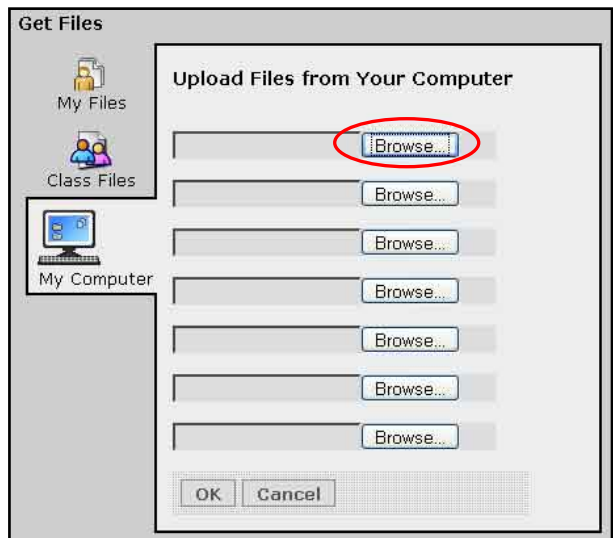 Get Files
My Files
Class Files
My Computer
Upload Files from Your Computer
Browse...
Browse...
Browse...
Browse...
Browse...
Browse...
Browse...
OK Cancel